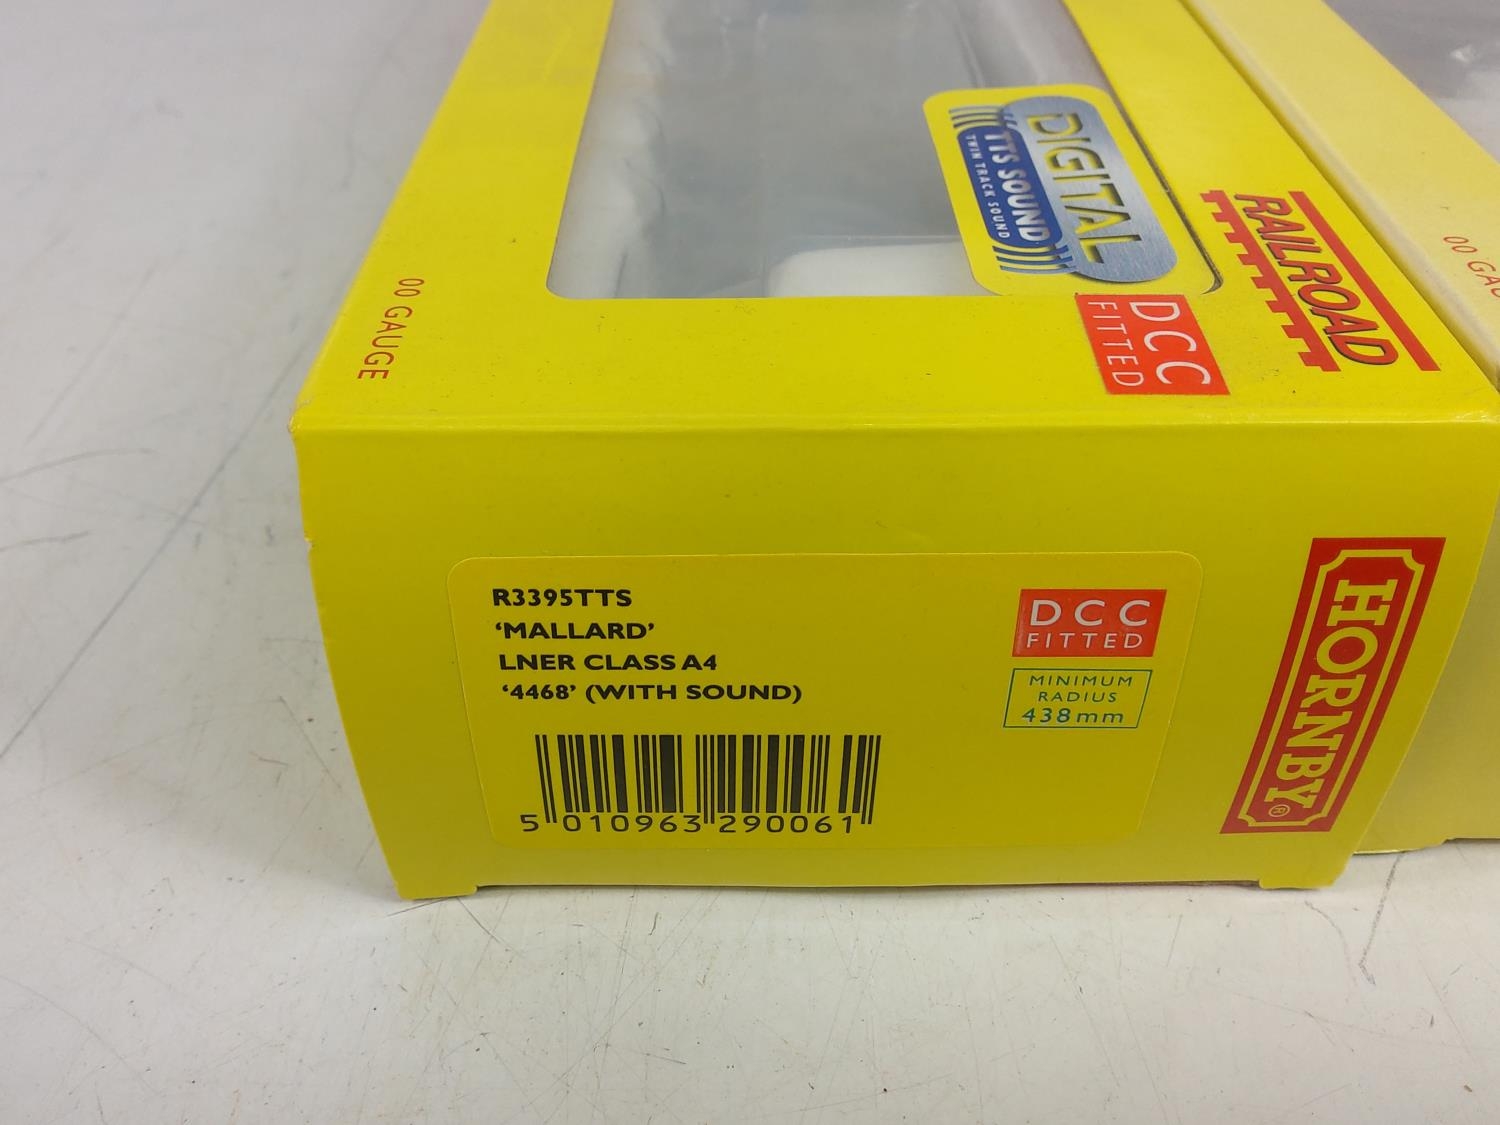 DIGITAL
TTS SOUND
TWIN TRACK SOUND
RAILROAD
DCC
FITTED
00 GAUGE
00 GAU
R3395TTS
'MALLARD'
LNER CLASS A4
'4468' (WITH SOUND)
DCC
FITTED
MINIMUM
RADIUS
438mm
5 010963 290061
HORNBY®